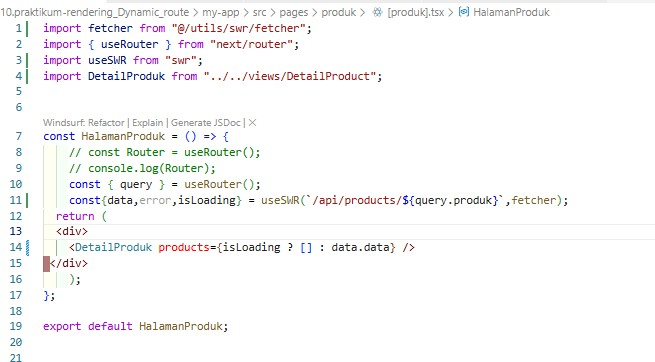 10.praktikum-rendering_Dynamic_route > my-app > src > pages > produk > [produk].tsx > HalamanProduk
1 import fetcher from "@/utils/swr/fetcher";
2 import { useRouter } from "next/router";
3 import useSWR from "swr";
4 import DetailProduk from "../../views/DetailProduct";
5
6
Windsurf: Refactor | Explain | Generate JSDoc | X
7 const HalamanProduk = () => {
8 // const Router = useRouter();
9 // console.log(Router);
10 const { query } = useRouter();
11 const{data,error,isLoading} = useSWR(`/api/products/${query.produk}`,fetcher);
12 return (
13 <div>
14 <DetailProduk products={isLoading ? [] : data.data} />
15 </div>
16 );
17 };
18
19 export default HalamanProduk;
20
21